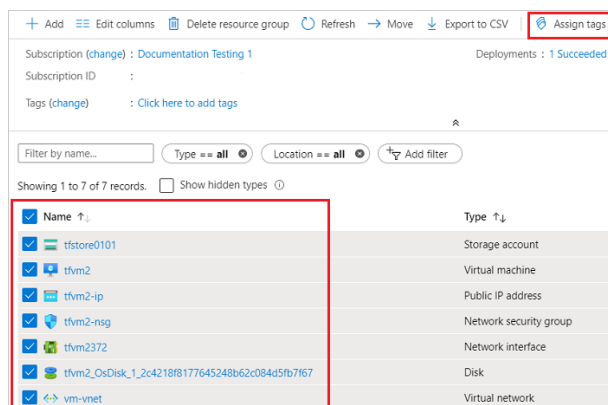 Add Edit columns Delete resource group Refresh Move Export to CSV Assign tags
Subscription (change) : Documentation Testing 1 Deployments : 1 Succeeded
Subscription ID :
Tags (change) : Click here to add tags
Filter by name... Type == all Location == all Add filter
Showing 1 to 7 of 7 records. Show hidden types
Name Type
tfstore0101 Storage account
tfvm2 Virtual machine
tfvm2-ip Public IP address
tfvm2-nsg Network security group
tfvm2372 Network interface
tfvm2_OsDisk_1_2c4218f8177645248b62c084d5fb7f67 Disk
vm-vnet Virtual network